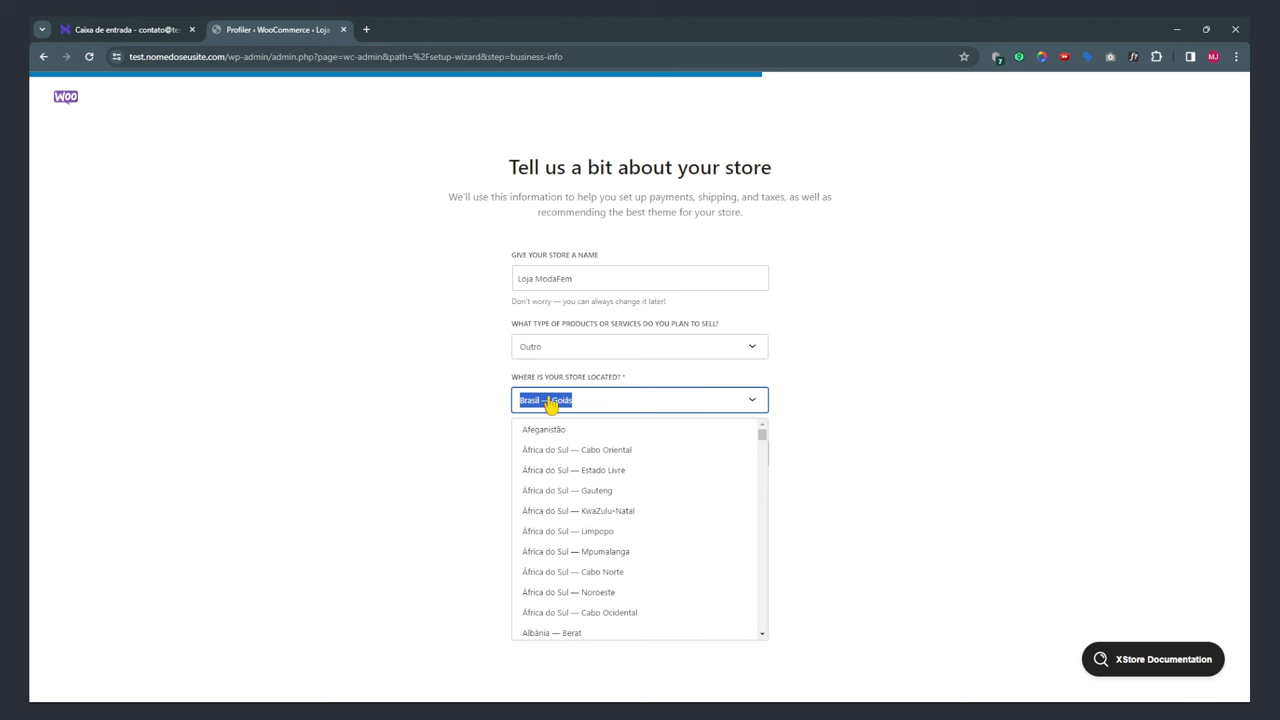 Caixa de entrada - contato@te
Profiler ‹ WooCommerce ‹ Loja
test.nomedoseusite.com/wp-admin/admin.php?page=wc-admin&path=%2Fsetup-wizard&step=business-info
7
MJ
WOO
Tell us a bit about your store
We'll use this information to help you set up payments, shipping, and taxes, as well as
recommending the best theme for your store.
GIVE YOUR STORE A NAME
Loja ModaFem
Don't worry — you can always change it later!
WHAT TYPE OF PRODUCTS OR SERVICES DO YOU PLAN TO SELL?
Outro
WHERE IS YOUR STORE LOCATED? *
Brasil — Goiás
Afeganistão
África do Sul — Cabo Oriental
África do Sul — Estado Livre
África do Sul — Gauteng
África do Sul — KwaZulu-Natal
África do Sul — Limpopo
África do Sul — Mpumalanga
África do Sul — Cabo Norte
África do Sul — Noroeste
África do Sul — Cabo Ocidental
Albânia — Berat
XStore Documentation